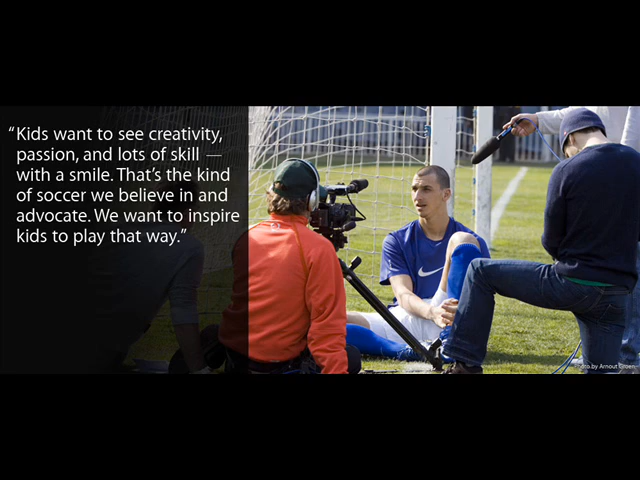 “Kids want to see creativity,
passion, and lots of skill —
with a smile. That’s the kind
of soccer we believe in and
advocate. We want to inspire
kids to play that way.”
Photo by Arnout